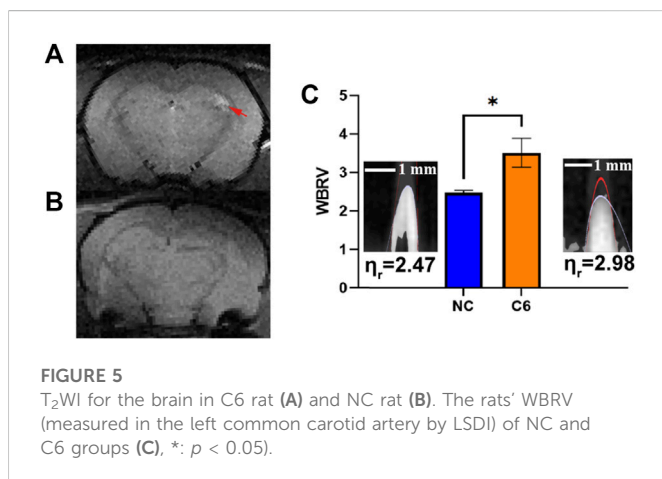 A
B
C
5
4
3
2
1
0
WBRV
*
1 mm
ηr=2.47
1 mm
ηr=2.98
NC
C6
FIGURE 5
T2WI for the brain in C6 rat (A) and NC rat (B). The rats’ WBRV
(measured in the left common carotid artery by LSDI) of NC and
C6 groups (C), *: p < 0.05).